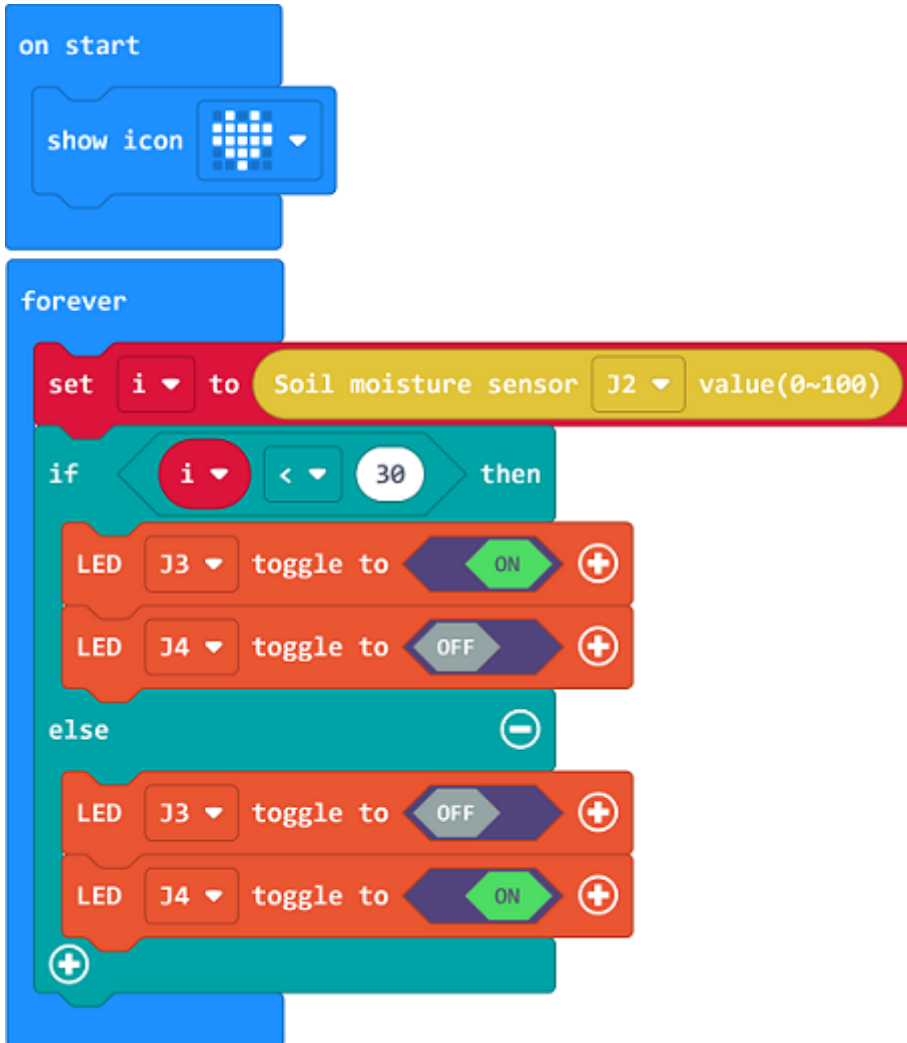 on start
show icon
forever
set i to Soil moisture sensor J2 value(0~100)
if i < 30 then
LED J3 toggle to ON
LED J4 toggle to OFF
else
LED J3 toggle to OFF
LED J4 toggle to ON